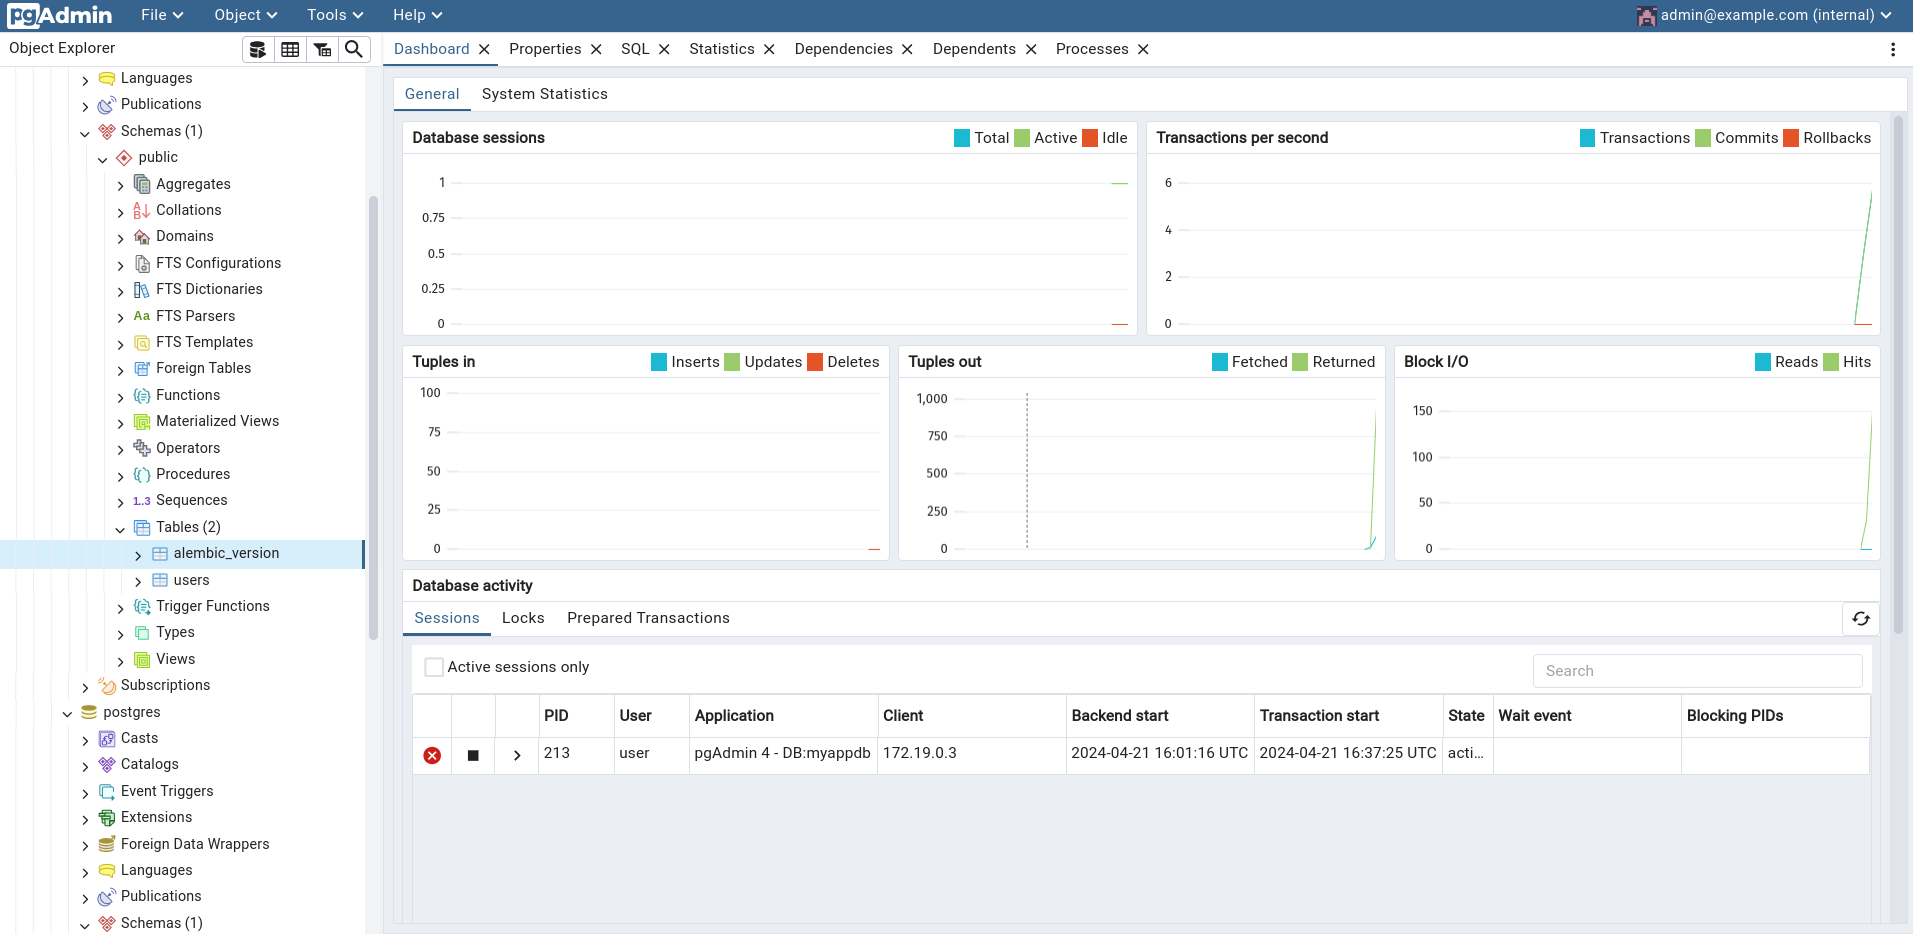 pgAdmin File Object Tools Help admin@example.com (internal)
Object Explorer
Dashboard Properties SQL Statistics Dependencies Dependents Processes
Languages
Publications
Schemas (1)
public
Aggregates
Collations
Domains
FTS Configurations
FTS Dictionaries
Aa FTS Parsers
FTS Templates
Foreign Tables
Functions
Materialized Views
Operators
Procedures
1..3 Sequences
Tables (2)
alembic_version
users
Trigger Functions
Types
Views
Subscriptions
postgres
Casts
Catalogs
Event Triggers
Extensions
Foreign Data Wrappers
Languages
Publications
Schemas (1)
General System Statistics
Database sessions Total Active Idle
1
0.75
0.5
0.25
0
Transactions per second Transactions Commits Rollbacks
6
4
2
0
Tuples in Inserts Updates Deletes
100
75
50
25
0
Tuples out Fetched Returned
1,000
750
500
250
0
Block I/O Reads Hits
150
100
50
0
Database activity
Sessions Locks Prepared Transactions
Active sessions only Search
PID User Application Client Backend start Transaction start State Wait event Blocking PIDs
213 user pgAdmin 4 - DB:myappdb 172.19.0.3 2024-04-21 16:01:16 UTC 2024-04-21 16:37:25 UTC acti...